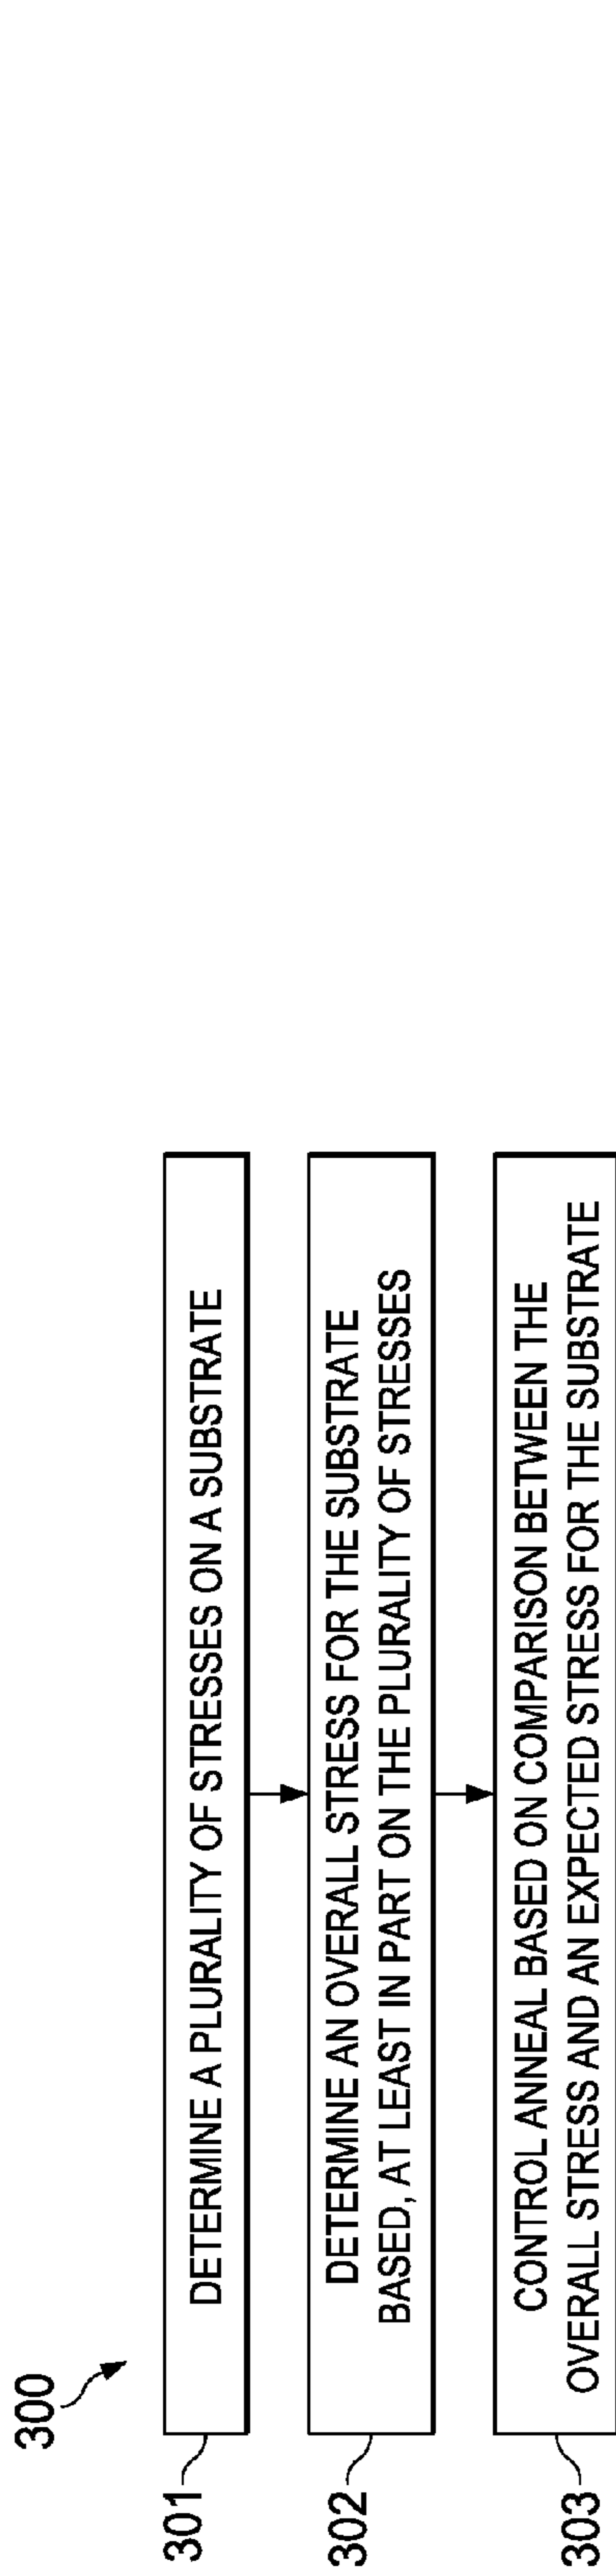 300
301
DETERMINE A PLURALITY OF STRESSES ON A SUBSTRATE
302
DETERMINE AN OVERALL STRESS FOR THE SUBSTRATE
BASED, AT LEAST IN PART ON THE PLURALITY OF STRESSES
303
CONTROL ANNEAL BASED ON COMPARISON BETWEEN THE
OVERALL STRESS AND AN EXPECTED STRESS FOR THE SUBSTRATE